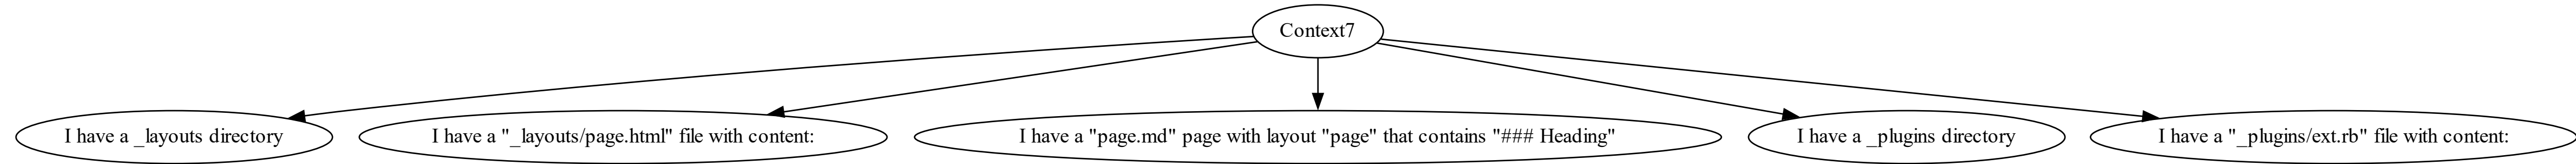 Context7
I have a _layouts directory
I have a "_layouts/page.html" file with content:
I have a "page.md" page with layout "page" that contains "### Heading"
I have a _plugins directory
I have a "_plugins/ext.rb" file with content: